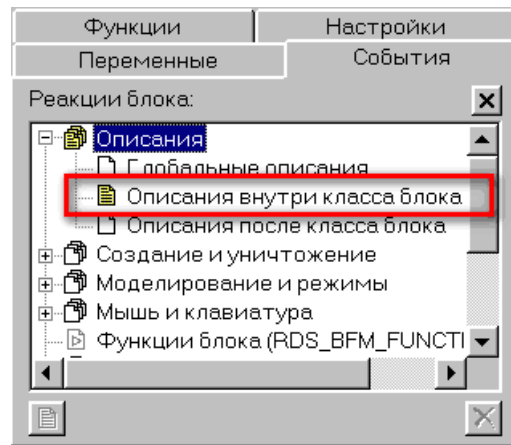 Функции
Настройки
Переменные
События
Реакции блока:
Описания
Глобальные описания
Описания внутри класса блока
Описания после класса блока
Создание и уничтожение
Моделирование и режимы
Мышь и клавиатура
Функции блока (RDS_BFM_FUNCTI